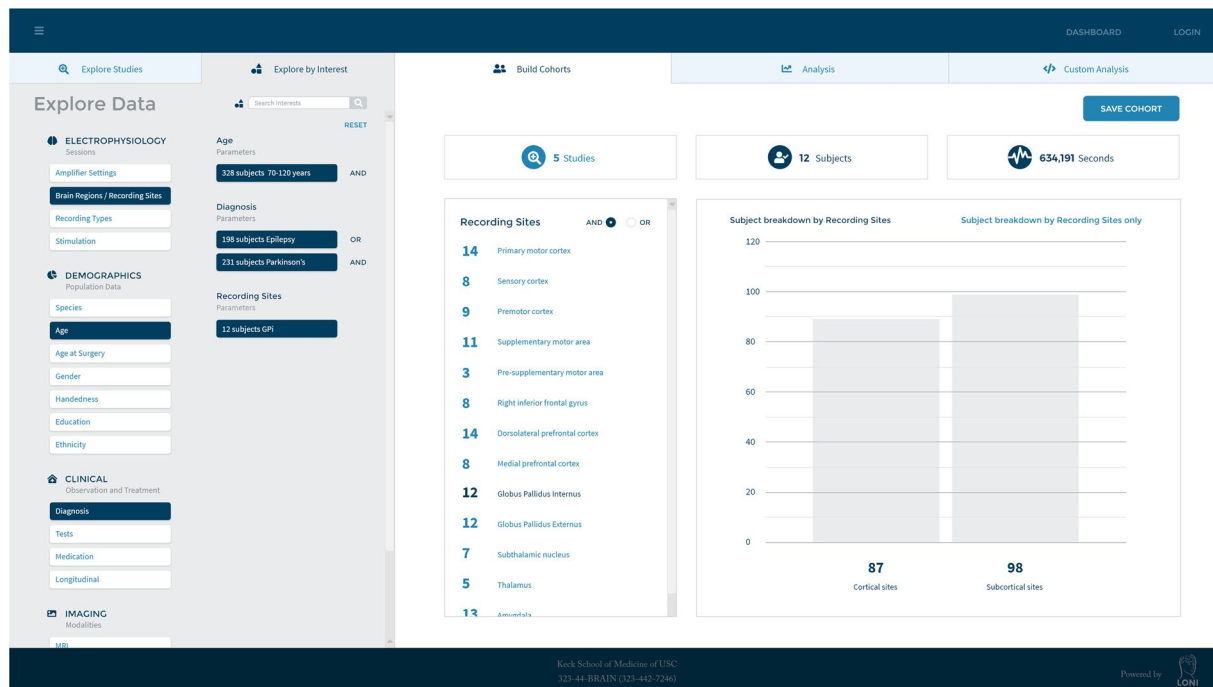 DASHBOARD
LOGIN
Explore Studies
Explore by Interest
Build Cohorts
Analysis
Custom Analysis
Explore Data
ELECTROPHYSIOLOGY
Sessions
Amplifier Settings
Brain Regions / Recording Sites
Recording Types
Stimulation
DEMOGRAPHICS
Population Data
Species
Age
Age at Surgery
Gender
Handedness
Education
Ethnicity
CLINICAL
Observation and Treatment
Diagnosis
Tests
Medication
Longitudinal
IMAGING
Modalities
MRI
Search Interests
RESET
Age
Parameters
328 subjects 70-120 years AND
Diagnosis
Parameters
198 subjects Epilepsy OR
231 subjects Parkinson's AND
Recording Sites
Parameters
12 subjects GPi
SAVE COHORT
5 Studies
12 Subjects
634,191 Seconds
Recording Sites AND OR
14 Primary motor cortex
8 Sensory cortex
9 Premotor cortex
11 Supplementary motor area
3 Pre-supplementary motor area
8 Right inferior frontal gyrus
14 Dorsolateral prefrontal cortex
8 Medial prefrontal cortex
12 Globus Pallidus Internus
12 Globus Pallidus Externus
7 Subthalamic nucleus
5 Thalamus
13 Amygdala
Subject breakdown by Recording Sites
Subject breakdown by Recording Sites only
120
100
80
60
40
20
0
87
Cortical sites
98
Subcortical sites
Keck School of Medicine of USC
323-44-BRAIN (323-442-7246)
Powered by
LONI